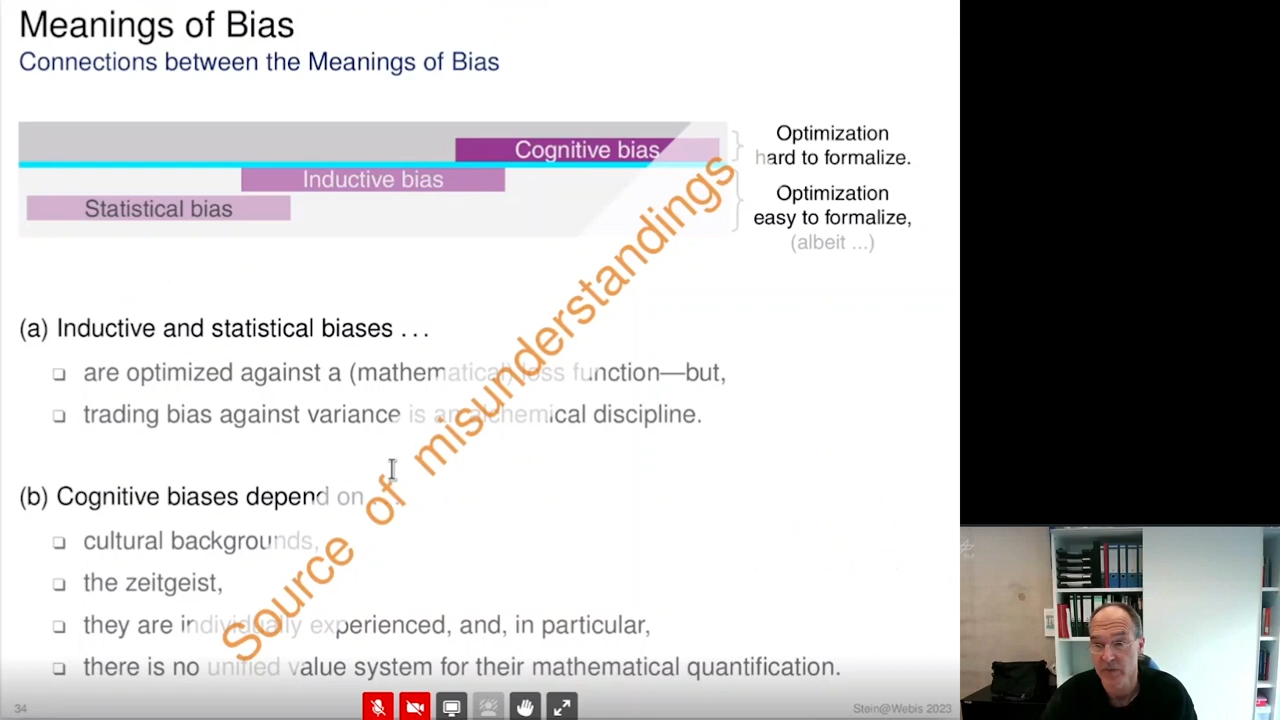 Meanings of Bias
Connections between the Meanings of Bias
Cognitive bias
Inductive bias
Statistical bias
Optimization
hard to formalize.
Optimization
easy to formalize,
(albeit ...)
Source of misunderstandings
(a) Inductive and statistical biases . . .
❑ are optimized against a (mathematical) loss function—but,
❑ trading bias against variance is an alchemical discipline.
(b) Cognitive biases depend on
❑ cultural backgrounds,
❑ the zeitgeist,
❑ they are individually experienced, and, in particular,
❑ there is no unified value system for their mathematical quantification.
34
Stein@Webis 2023